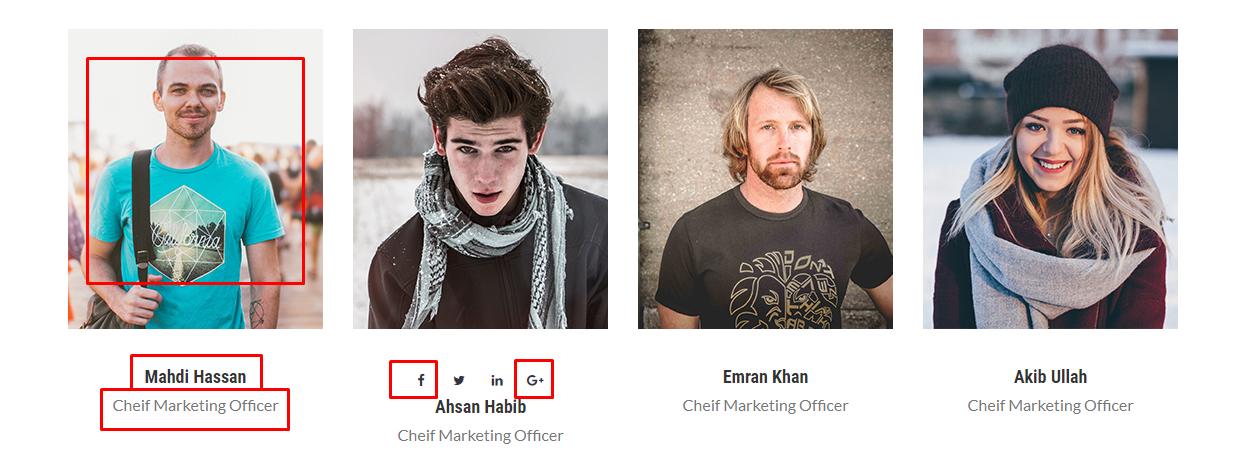 California
Mahdi Hassan
Cheif Marketing Officer
Ahsan Habib
Cheif Marketing Officer
Emran Khan
Cheif Marketing Officer
Akib Ullah
Cheif Marketing Officer